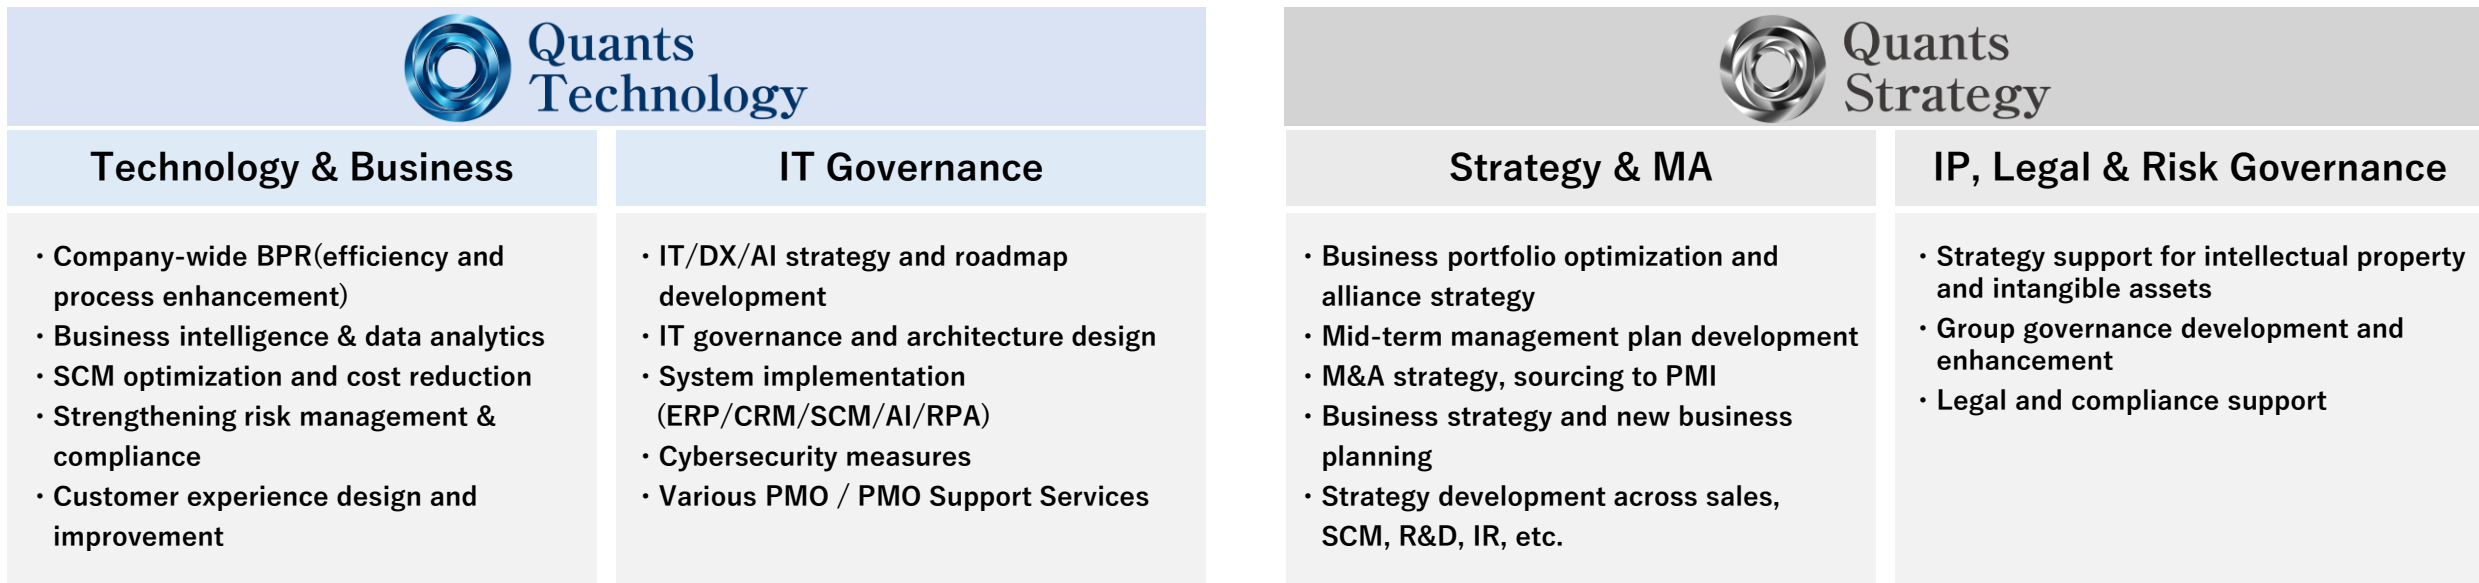 Quants
Technology
Technology & Business
・Company-wide BPR(efficiency and
process enhancement)
・Business intelligence & data analytics
・SCM optimization and cost reduction
・Strengthening risk management &
compliance
・Customer experience design and
improvement
IT Governance
・IT/DX/AI strategy and roadmap
development
・IT governance and architecture design
・System implementation
(ERP/CRM/SCM/AI/RPA)
・Cybersecurity measures
・Various PMO / PMO Support Services
Quants
Strategy
Strategy & MA
・Business portfolio optimization and
alliance strategy
・Mid-term management plan development
・M&A strategy, sourcing to PMI
・Business strategy and new business
planning
・Strategy development across sales,
SCM, R&D, IR, etc.
IP, Legal & Risk Governance
・Strategy support for intellectual property
and intangible assets
・Group governance development and
enhancement
・Legal and compliance support